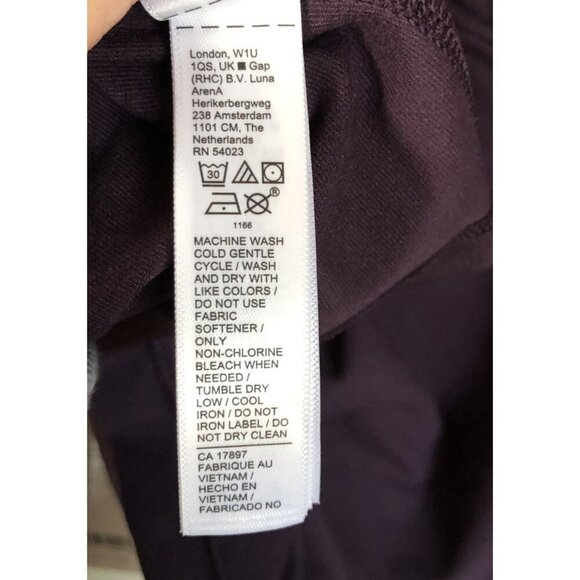 London, W1U
1QS, UK ■ Gap
(RHC) B.V. Luna
ArenA
Herikerbergweg
238 Amsterdam
1101 CM, The
Netherlands
RN 54023
30
®
1166
MACHINE WASH
COLD GENTLE
CYCLE / WASH
AND DRY WITH
LIKE COLORS /
DO NOT USE
FABRIC
SOFTENER /
ONLY
NON-CHLORINE
BLEACH WHEN
NEEDED /
TUMBLE DRY
LOW / COOL
IRON / DO NOT
IRON LABEL / DO
NOT DRY CLEAN
CA 17897
FABRIQUE AU
VIETNAM /
HECHO EN
VIETNAM /
FABRICADO NO